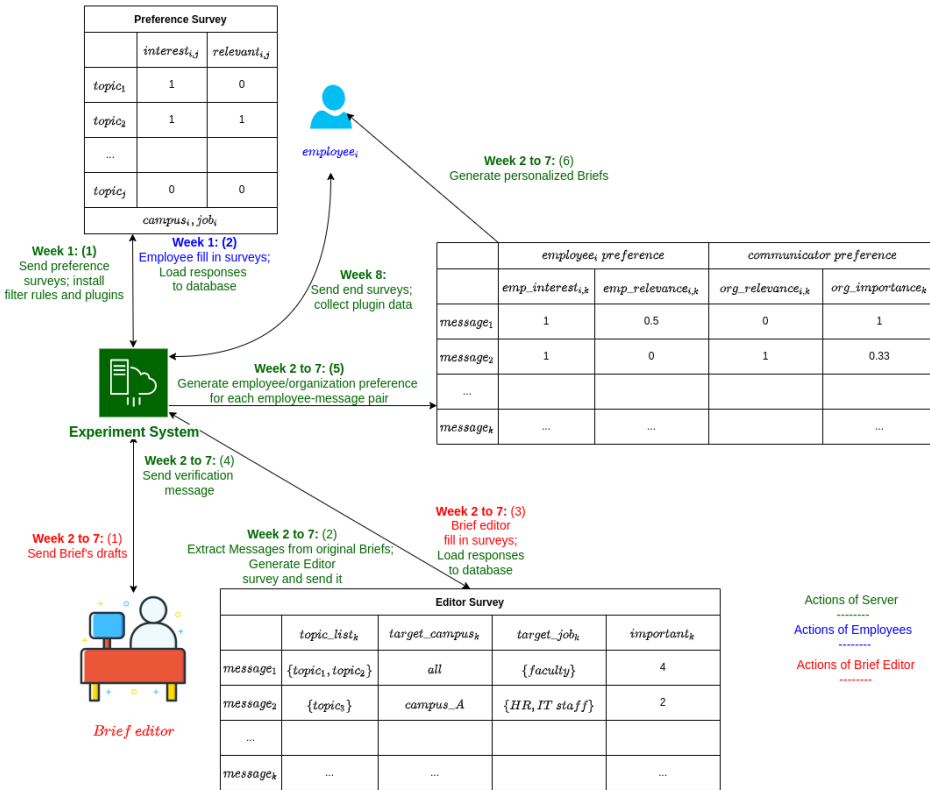 Preference Survey
interest_{i,j} relevant_{i,j}
topic_1 1 0
topic_2 1 1
...
topic_j 0 0
campus_i, job_i
employee_i
Week 2 to 7: (6)
Generate personalized Briefs
Week 1: (1)
Send preference
surveys; install
filter rules and plugins
Week 1: (2)
Employee fill in surveys;
Load responses
to database
Week 8:
Send end surveys;
collect plugin data
employee_i preference communicator preference
emp_interest_{i,k} emp_relevance_{i,k} org_relevance_{i,k} org_importance_k
message_1 1 0.5 0 1
message_2 1 0 1 0.33
...
message_k ... ... ...
Week 2 to 7: (5)
Generate employee/organization preference
for each employee-message pair
Experiment System
Week 2 to 7: (4)
Send verification
message
Week 2 to 7: (1)
Send Brief's drafts
Week 2 to 7: (2)
Extract Messages from original Briefs;
Generate Editor
survey and send it
Week 2 to 7: (3)
Brief editor
fill in surveys;
Load responses
to database
Brief editor
Editor Survey
topic_list_k target_campus_k target_job_k important_k
message_1 {topic_1, topic_2} all {faculty} 4
message_2 {topic_3} campus_A {HR, IT staff} 2
...
message_k ... ... ...
Actions of Server
--------
Actions of Employees
--------
Actions of Brief Editor
--------